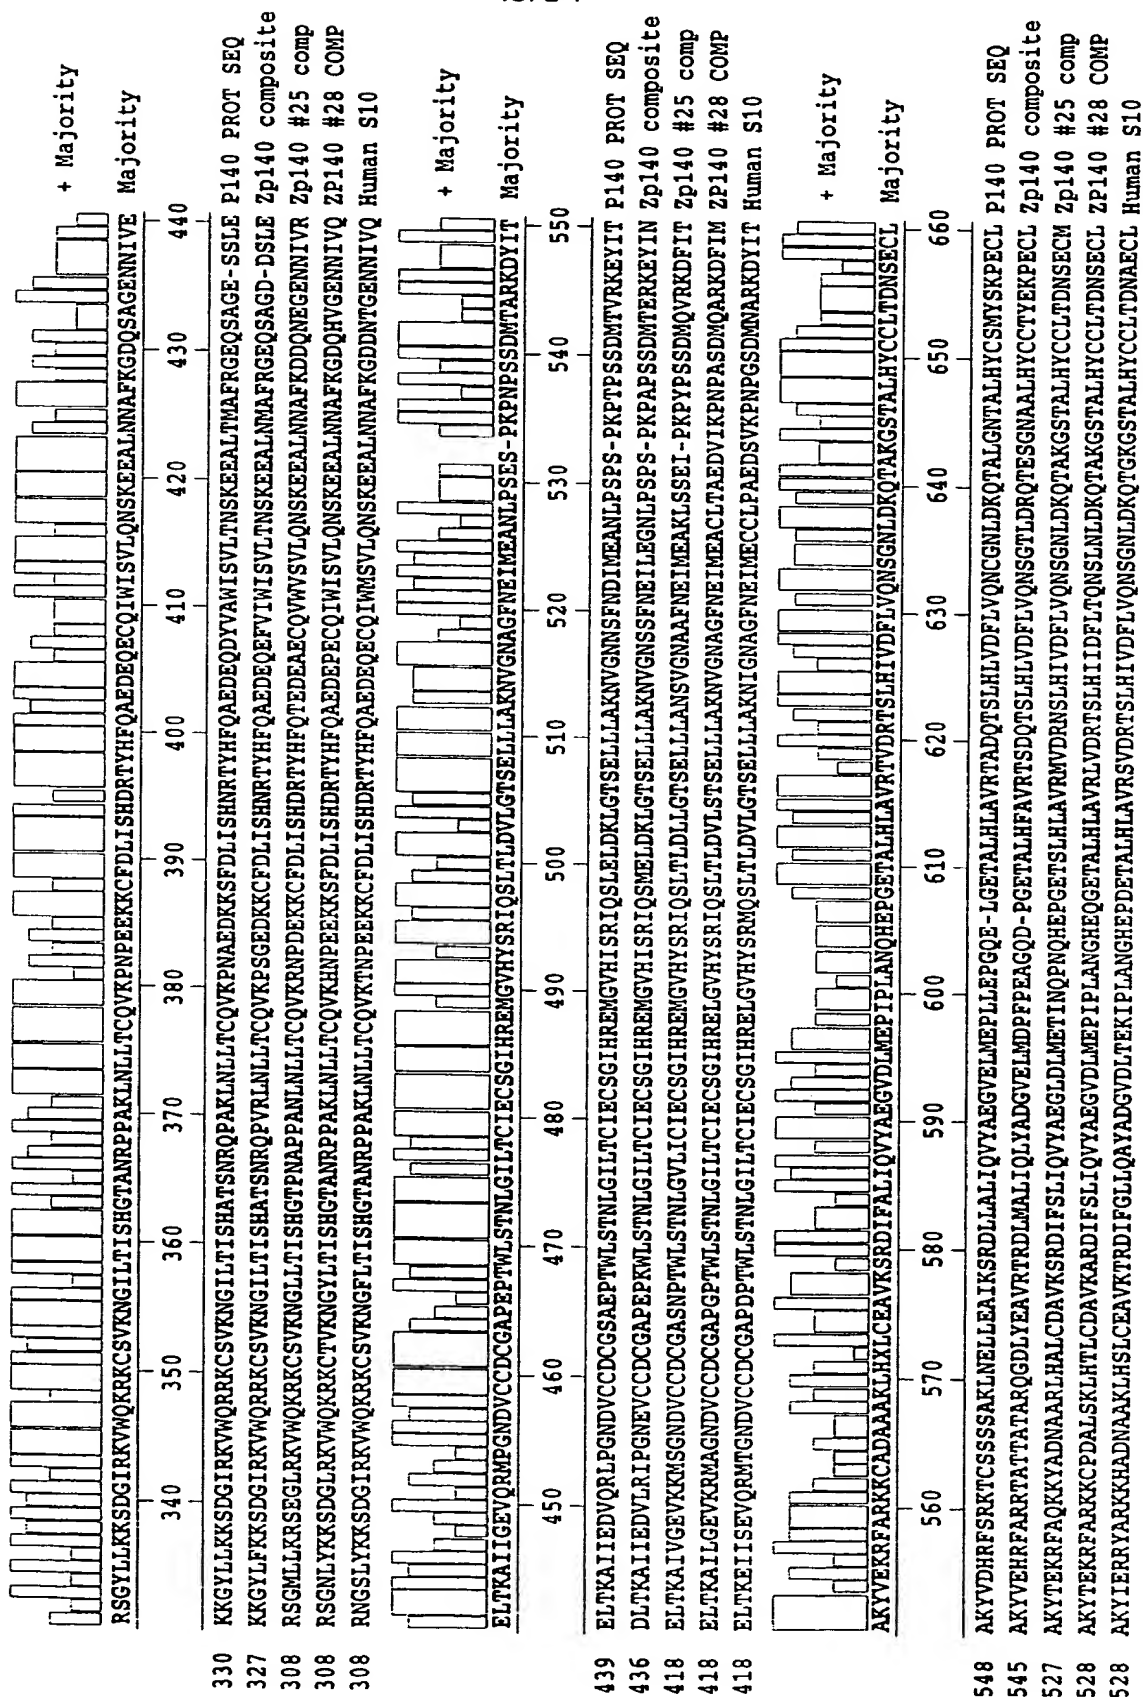 + Majority
RSGYLLKKSDGIRKVWQKRKCSVKNGILTISHGTANRPPAKLNLLTCQVKPNPEEKKCFDLISHDRTYHFQAEDEQECQIWISVLQNSKEEALNNAFKGDQSAGENNIVE Majority
340 350 360 370 380 390 400 410 420 430 440
330 KKGYLLKKSDGIRKVWQRRKCSVKNGILTISHATSNRQPAKLNLLTCQVKPNAEDKKSFDLISHNRTYHFQAEDEQDYVAWISVLTNSKEEALTMAFRGEQSAGE-SSLE P140 PROT SEQ
327 KKGYLFKKSDGIRKVWQRRKCSVKNGILTISHATSNRQPVRLNLLTCQVKPSGEDKKCFDLISHNRTYHFQAEDEQEFVIWISVLTNSKEEALNMAFRGEQSAGD-DSLE Zp140 composite
308 RSGMLLKRSEGLRKVWQKRKCSVKNGLLTISHGTPNAPPANLNLLTCQVKRNPDEKKCFDLISHDRTYHFQTEDEAECQVWVSVLQNSKEEALNNAFKDDQNEGENNIVR Zp140 #25 comp
308 RSGNLYKKSDGLRKVWQKRKCTVKNGYLTISHGTANRPPAKLNLLTCQVKHNPEEKKSFDLISHDRTYHFQAEDEPECQIWISVLQNSKEEALNNAFKGDQHVGENNIVQ ZP140 #28 COMP
308 RNGSLYKKSDGIRKVWQKRKCSVKNGFLTISHGTANRPPAKLNLLTCQVKTNPEEKKCFDLISHDRTYHFQAEDEQECQIWMSVLQNSKEEALNNAFKGDDNTGENNIVQ Human S10
+ Majority
ELTKAIIGEVQRMPGNDVCCDCGAPEPTWLSTNLGILTCIECSGIHREMGVHYSRIQSLTLDVLGTSELLLAKNVGNAGFNEIMEANLPSES-PKPNPSSDMTARKDYIT Majority
450 460 470 480 490 500 510 520 530 540 550
439 ELTKAIIEDVQRLPGNDVCCDCGSAEPTWLSTNLGILTCIECSGIHREMGVHISRIQSLELDKLGTSELLLAKNVGNNSFNDIMEANLPSPS-PKPTPSSDMTVRKEYIT P140 PROT SEQ
436 DLTKAIIEDVLRIPGNEVCCDCGAPEPKWLSTNLGILTCIECSGIHREMGVHISRIQSMELDKLGTSELLLAKNVGNSSFNEILEGNLPSPS-PKPAPSSDMTERKEYIN Zp140 composite
418 ELTKAIVGEVKKMSGNDVCCDCGASNPTWLSTNLGVLICIECSGIHREMGVHYSRIQSLTLDLLGTSELLLANSVGNAAFNEIMEAKLSSEI-PKPYPSSDMQVRKDFIT Zp140 #25 comp
418 ELTKAILGEVKRMAGNDVCCDCGAPGPTWLSTNLGILTCIECSGIHRELGVHYSRIQSLTLDVLSTSELLLAKNVGNAGFNEIMEACLTAEDVIKPNPASDMQARKDFIM ZP140 #28 COMP
418 ELTKEIISEVQRMTGNDVCCDCGAPDPTWLSTNLGILTCIECSGIHRELGVHYSRMQSLTLDVLGTSELLLAKNIGNAGFNEIMECCLPAEDSVKPNPGSDMNARKDYIT Human S10
+ Majority
AKYVEKRFARKKCADAAAKLHXLCEAVKSRDIFALIQVYAEGVDLMEPIPLANQHEPGETALHLAVRTVDRTSLHIVDFLVQNSGNLDKQTAKGSTALHYCCLTDNSECL Majority
560 570 580 590 600 610 620 630 640 650 660
548 AKYVDHRFSRKTCSSSSAKLNELLEAIKSRDLLALIQVYAEGVELMEPLLEPGQE-LGETALHLAVRTADQTSLHLVDFLVQNCGNLDKQTALGNTALHYCSMYSKPECL P140 PROT SEQ
545 AKYVEHRFARRTATTATARQGDLYEAVRTRDLMALIQLYADGVELMDPFPEAGQD-PGETALHFAVRTSDQTSLHLVDFLVQNSGTLDRQTESGNAALHYCCTYEKPECL Zp140 composite
527 AKYTEKRFAQKKYADNAARLHALCDAVKSRDIFSLIQVYAEGLDLMETINQPNQHEPGETSLHLAVRMVDRNSLHIVDFLVQNSGNLDKQTAKGSTALHYCCLTDNSECM Zp140 #25 comp
528 AKYTEKRFARKKCPDALSKLHTLCDAVKARDIFSLIQVYAEGVDLMEPIPLANGHEQGETALHLAVRLVDRTSLHIIDFLTQNSLNLDKQTAKGSTALHYCCLTDNSECL ZP140 #28 COMP
528 AKYIERRYARKKHADNAAKLHSLCEAVKTRDIFGLLQAYADGVDLTEKIPLANGHEPDETALHLAVRSVDRTSLHIVDFLVQNSGNLDKQTGKGSTALHYCCLTDNAECL Human S10